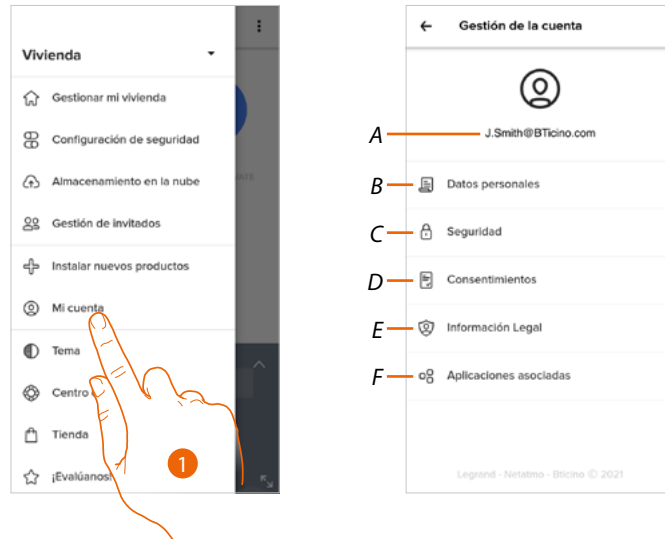 Vivienda
Gestionar mi vivienda
Configuración de seguridad
Almacenamiento en la nube
Gestión de invitados
Instalar nuevos productos
Mi cuenta
Tema
Centro
Tienda
¡Evalúanos!
1
Gestión de la cuenta
A
J.Smith@BTicino.com
B
Datos personales
C
Seguridad
D
Consentimientos
E
Información Legal
F
Aplicaciones asociadas
Legrand - Netatmo - Bticino © 2021